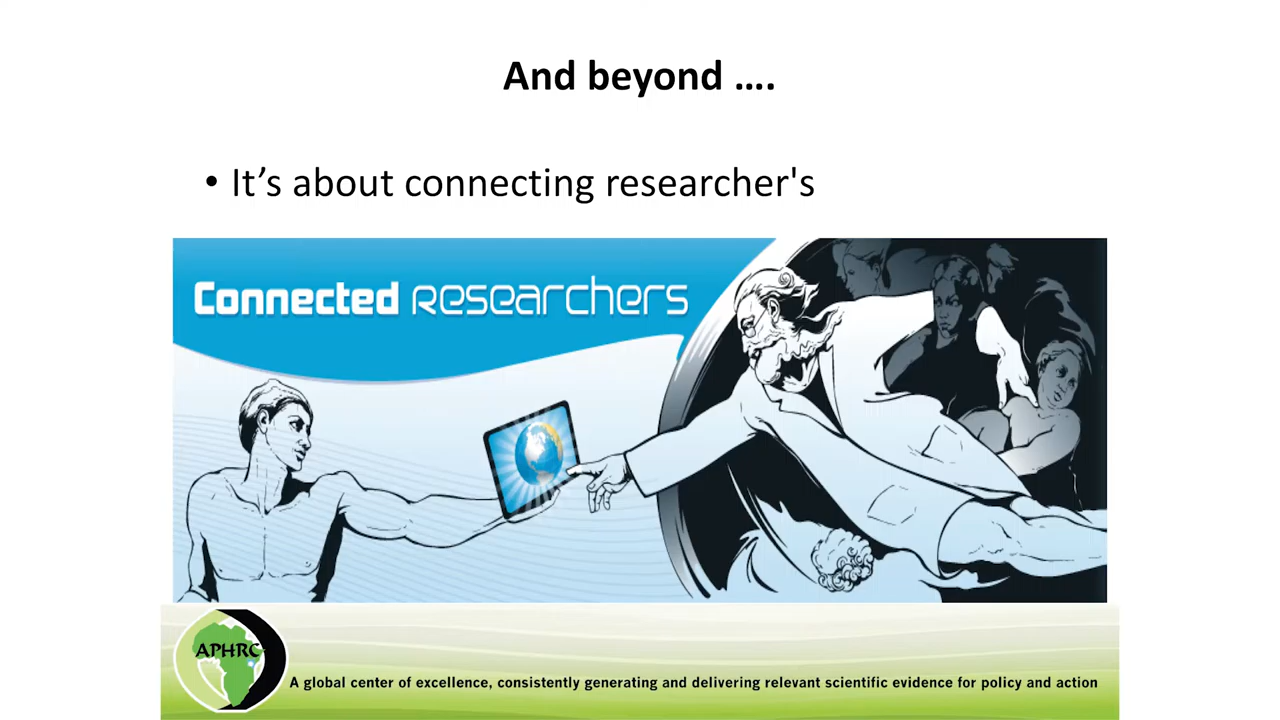 And beyond ....
• It’s about connecting researcher's
Connected Researchers
APHRC
A global center of excellence, consistently generating and delivering relevant scientific evidence for policy and action